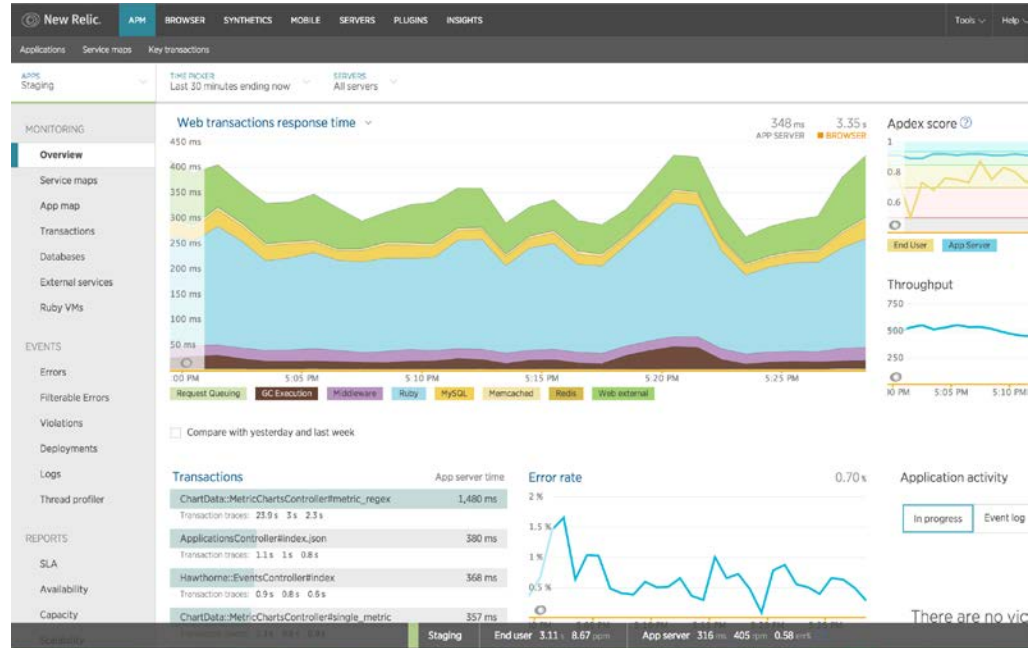 New Relic. APM BROWSER SYNTHETICS MOBILE SERVERS PLUGINS INSIGHTS Tools Help
Applications Service maps Key transactions
APPS
Staging
TIME PICKER
Last 30 minutes ending now
SERVERS
All servers
MONITORING
Overview
Service maps
App map
Transactions
Databases
External services
Ruby VMs
EVENTS
Errors
Filterable Errors
Violations
Deployments
Logs
Thread profiler
REPORTS
SLA
Availability
Capacity
Scalability
Web transactions response time
348 ms
APP SERVER
3.35 s
BROWSER
450 ms
400 ms
350 ms
300 ms
250 ms
200 ms
150 ms
100 ms
50 ms
:00 PM 5:05 PM 5:10 PM 5:15 PM 5:20 PM 5:25 PM
Request Queuing GC Execution Middleware Ruby MySQL Memcached Redis Web external
Compare with yesterday and last week
Apdex score ?
1
0.8
0.6
End User App Server
Throughput
750
500
250
5:05 PM 5:10 PM
Transactions App server time
ChartData::MetricChartsController#metric_regex 1,480 ms
Transaction traces: 23.9 s 3 s 2.3 s
ApplicationsController#index.json 380 ms
Transaction traces: 1.1 s 1 s 0.8 s
Hawthorne::EventsController#index 368 ms
Transaction traces: 0.9 s 0.8 s 0.6 s
ChartData::MetricChartsController#single_metric 357 ms
Error rate 0.70 %
2 %
1.5 %
1 %
0.5 %
Application activity
In progress Event log
There are no vio
Staging End user 3.11 s 8.67 ppm App server 316 ms 405 rpm 0.58 err%